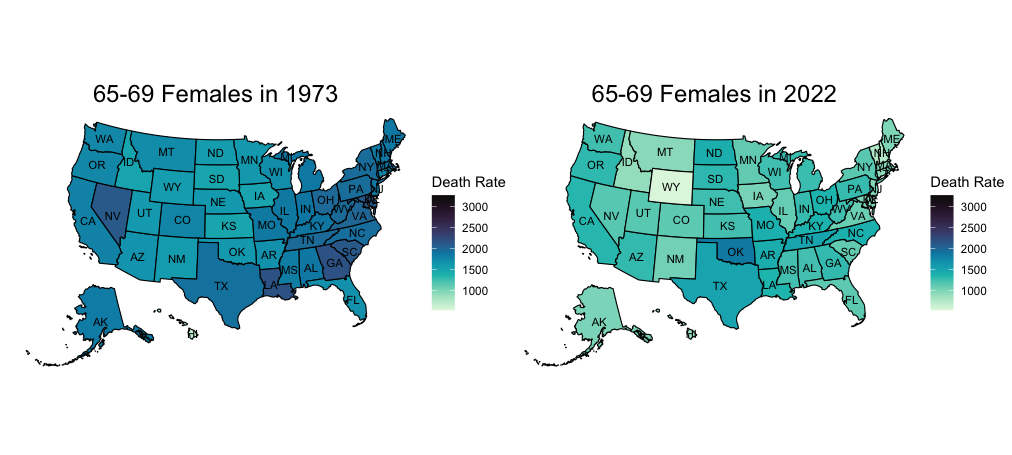 65-69 Females in 1973
WA
MT
ND
MN
ME
OR
ID
SD
WI
NY
WY
IA
PA
NV
NE
IL
IN
OH
WV
VA
CA
UT
CO
KS
MO
KY
NC
TN
AZ
NM
OK
AR
SC
MS
AL
GA
TX
LA
FL
AK
HI
Death Rate
3000
2500
2000
1500
1000
65-69 Females in 2022
WA
MT
ND
MN
ME
OR
ID
SD
WI
NH
NY
WY
IA
PA
NV
NE
IL
IN
OH
WV
VA
CA
UT
CO
KS
MO
KY
NC
TN
AZ
NM
OK
AR
SC
MS
AL
GA
TX
LA
FL
AK
HI
Death Rate
3000
2500
2000
1500
1000